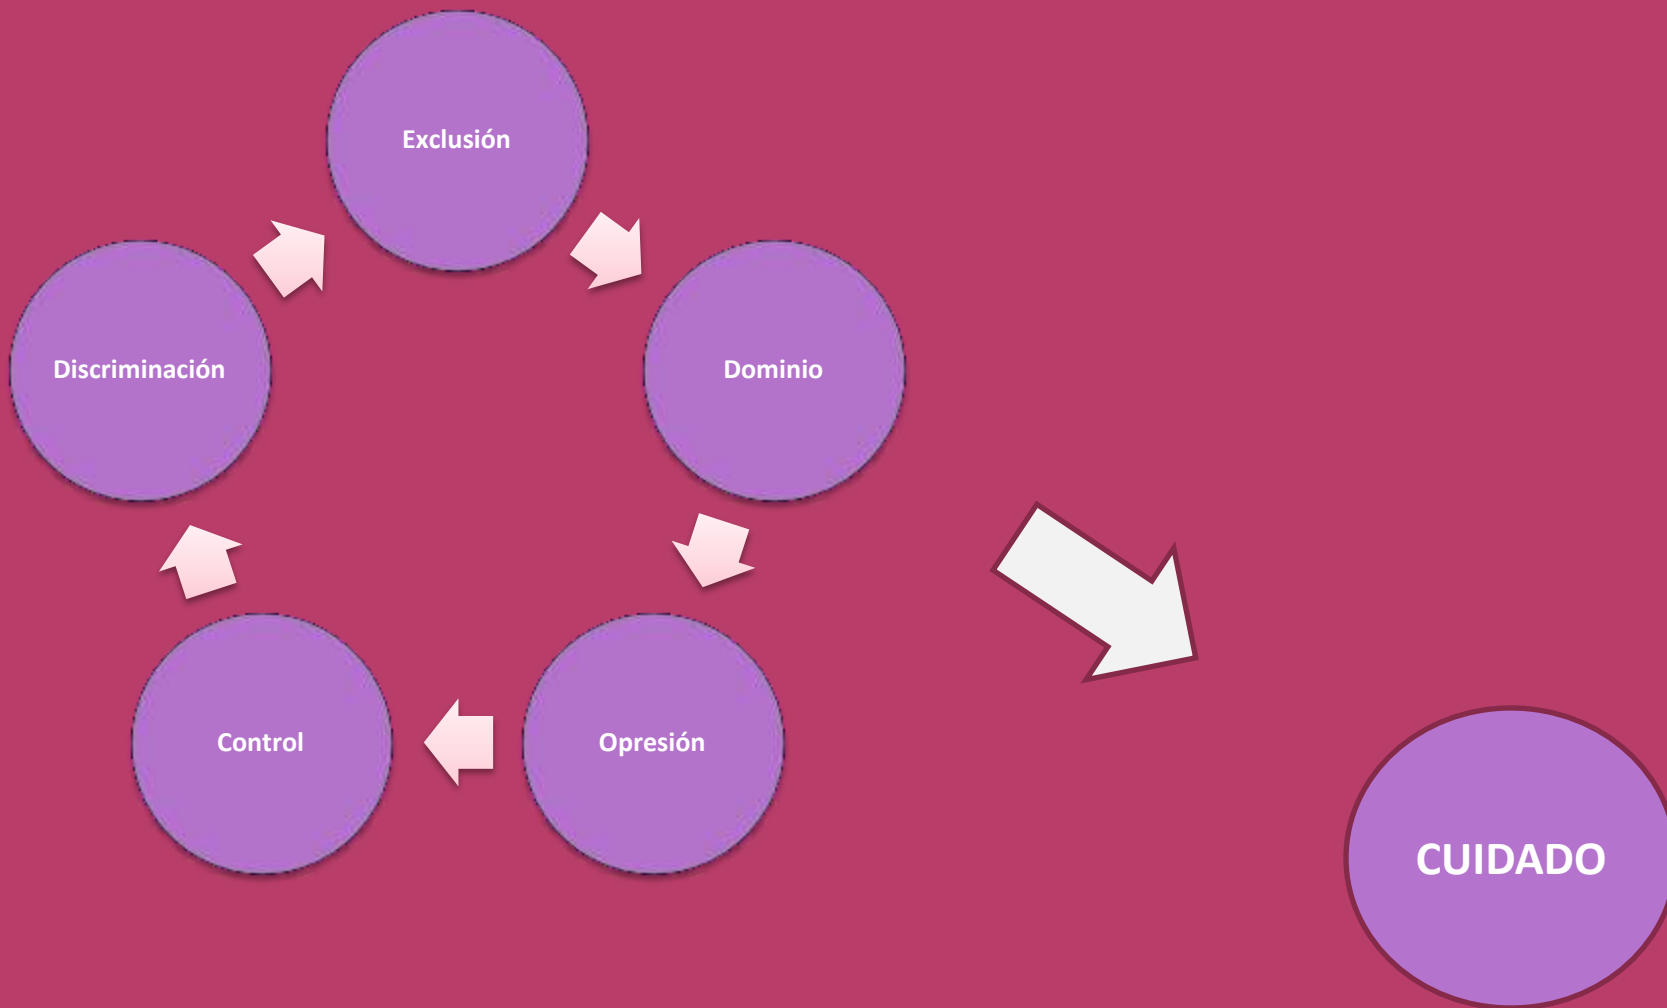 Exclusión
Discriminación
Dominio
Control
Opresión
CUIDADO